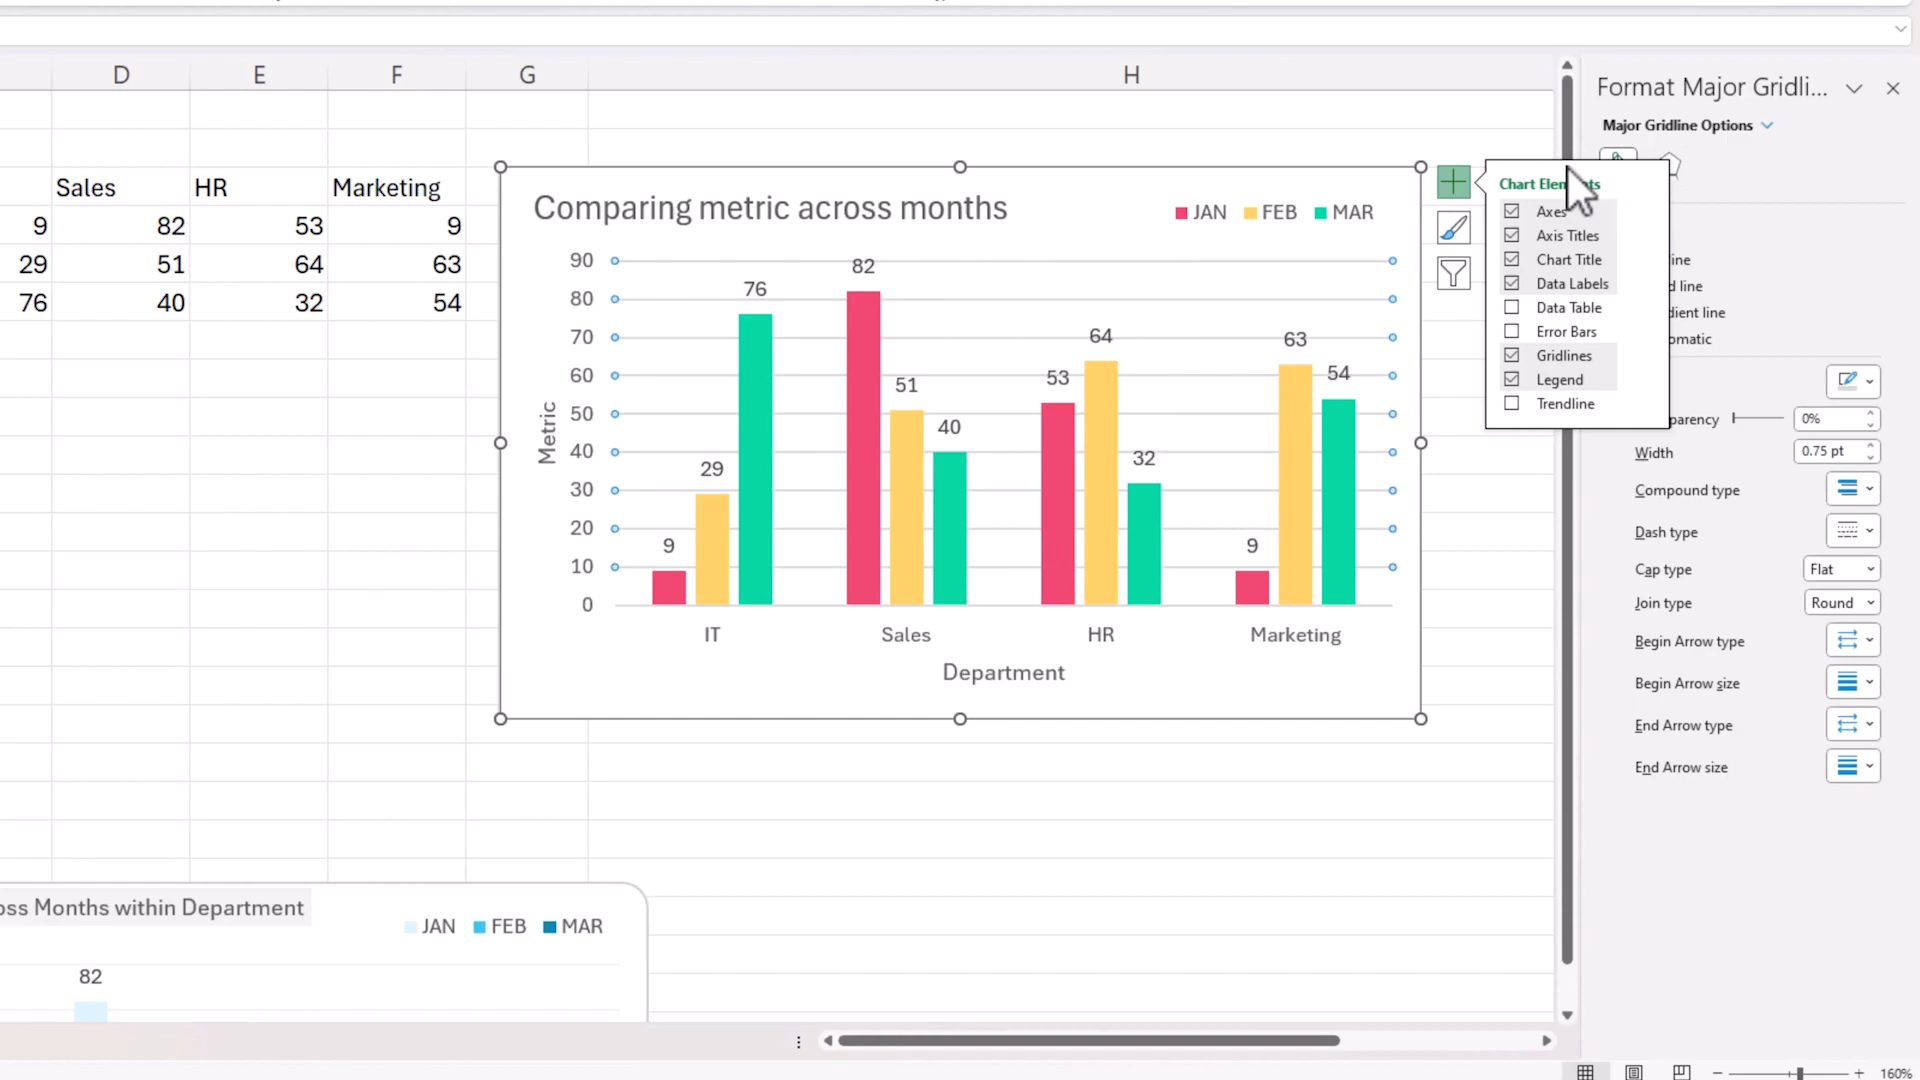 D E F G H
Format Major Gridli...
Major Gridline Options
Sales HR Marketing
9 82 53 9
29 51 64 63
76 40 32 54
Comparing metric across months
JAN FEB MAR
90
80
70
60
50
40
30
20
10
0
Metric
9 29 76
82 51 40
53 64 32
9 63 54
IT Sales HR Marketing
Department
Chart Elements
Axes
Axis Titles
Chart Title
Data Labels
Data Table
Error Bars
Gridlines
Legend
Trendline
ine
d line
dient line
omatic
parency 0%
Width 0.75 pt
Compound type
Dash type
Cap type Flat
Join type Round
Begin Arrow type
Begin Arrow size
End Arrow type
End Arrow size
oss Months within Department
JAN FEB MAR
82
160%